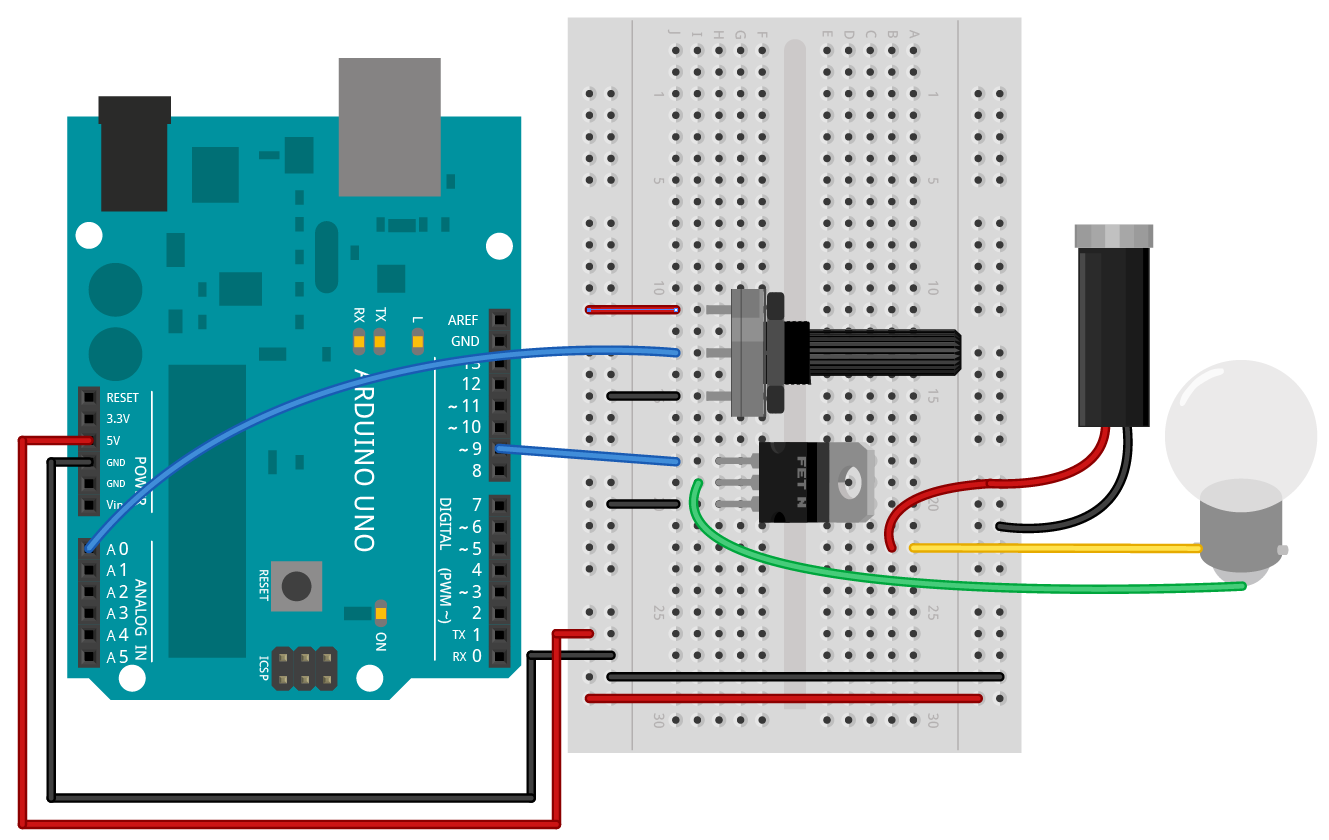 J I H G F
E D C B A
1
1
5
5
10
10
15
20
20
25
25
30
30
RX
TX
L
AREF
GND
13
12
~11
~10
~9
8
7
~6
~5
4
~3
2
TX 1
RX 0
DIGITAL (PWM~)
ARDUINO UNO
RESET
3.3V
5V
GND
GND
Vin
POWER
A0
A1
A2
A3
A4
A5
ANALOG IN
RESET
ICSP
ON
FET N